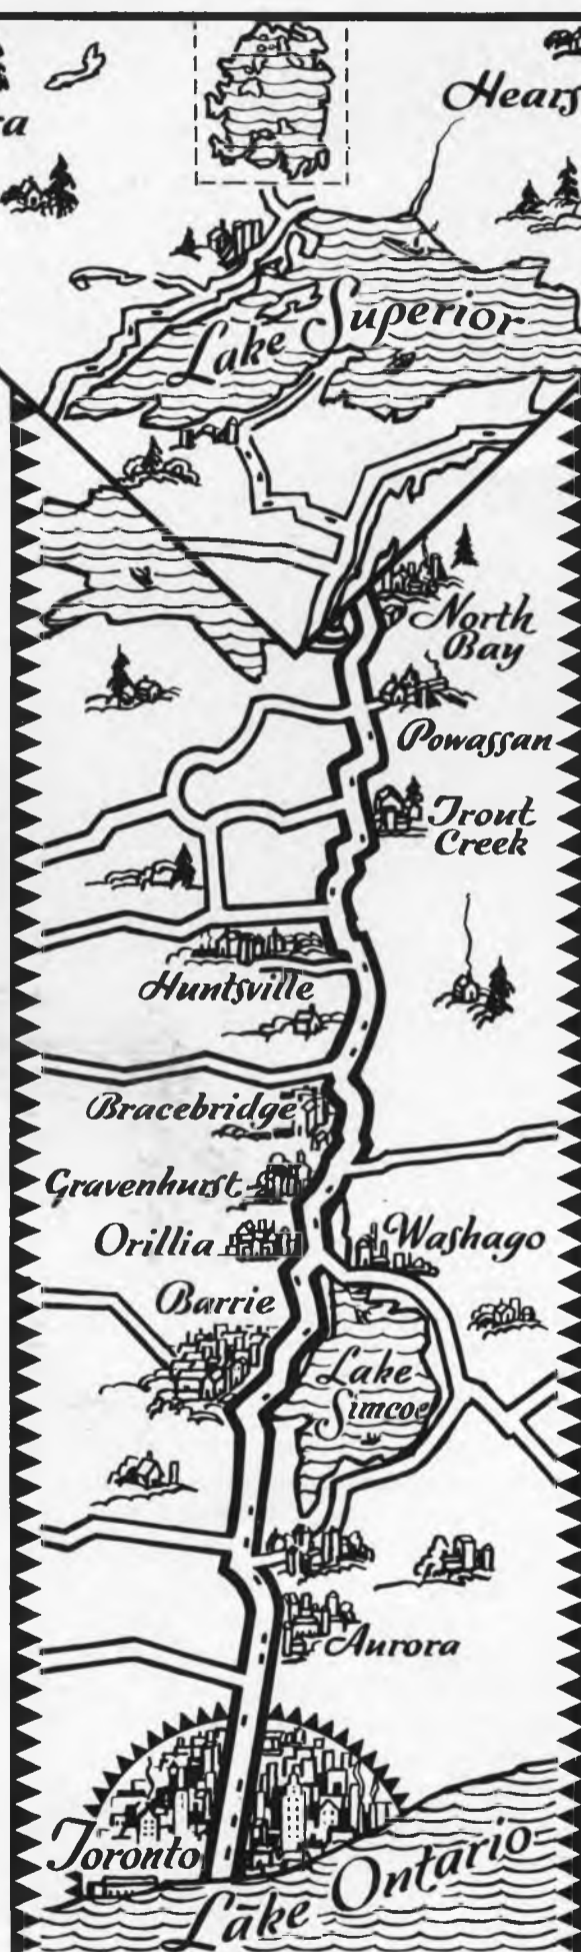 Lake Superior
North
Bay
Powassan
Trout
Creek
Huntsville
Bracebridge
Gravenhurst
Orillia
Washago
Barrie
Lake
Simcoe
Aurora
Toronto
Lake Ontario